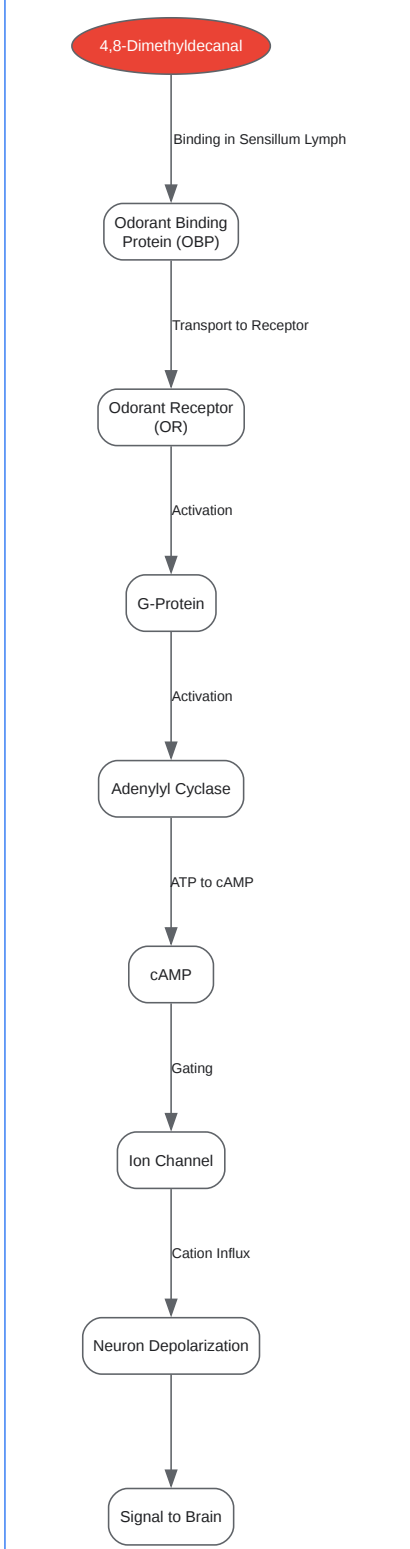 4,8-Dimethyldecanal
Binding in Sensillum Lymph
Odorant Binding
Protein (OBP)
Transport to Receptor
Odorant Receptor
(OR)
Activation
G-Protein
Activation
Adenylyl Cyclase
ATP to cAMP
cAMP
Gating
Ion Channel
Cation Influx
Neuron Depolarization
Signal to Brain